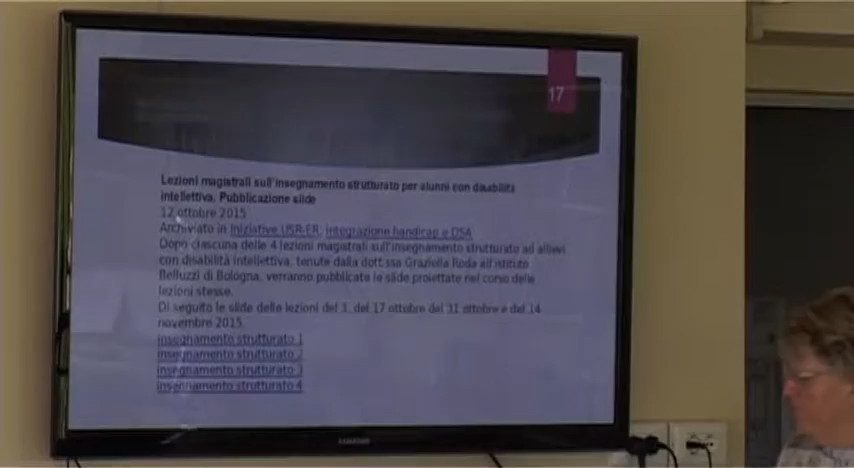 17
Lezioni magistrali sull'insegnamento strutturato per alunni con disabilità
intellettiva. Pubblicazione slide
12 ottobre 2015
Archiviato in Iniziative USR-ER, integrazione handicap e DSA
Dopo ciascuna delle 4 lezioni magistrali sull'insegnamento strutturato ad allievi
con disabilità intellettiva, tenute dalla dott.ssa Graziella Roda all'istituto
Belluzzi di Bologna, verranno pubblicate le slide proiettate nel corso delle
lezioni stesse.
Di seguito le slide delle lezioni del 1, del 17 ottobre del 31 ottobre e del 14
novembre 2015
insegnamento strutturato 1
insegnamento strutturato 2
insegnamento strutturato 3
insegnamento strutturato 4
SAMSUNG